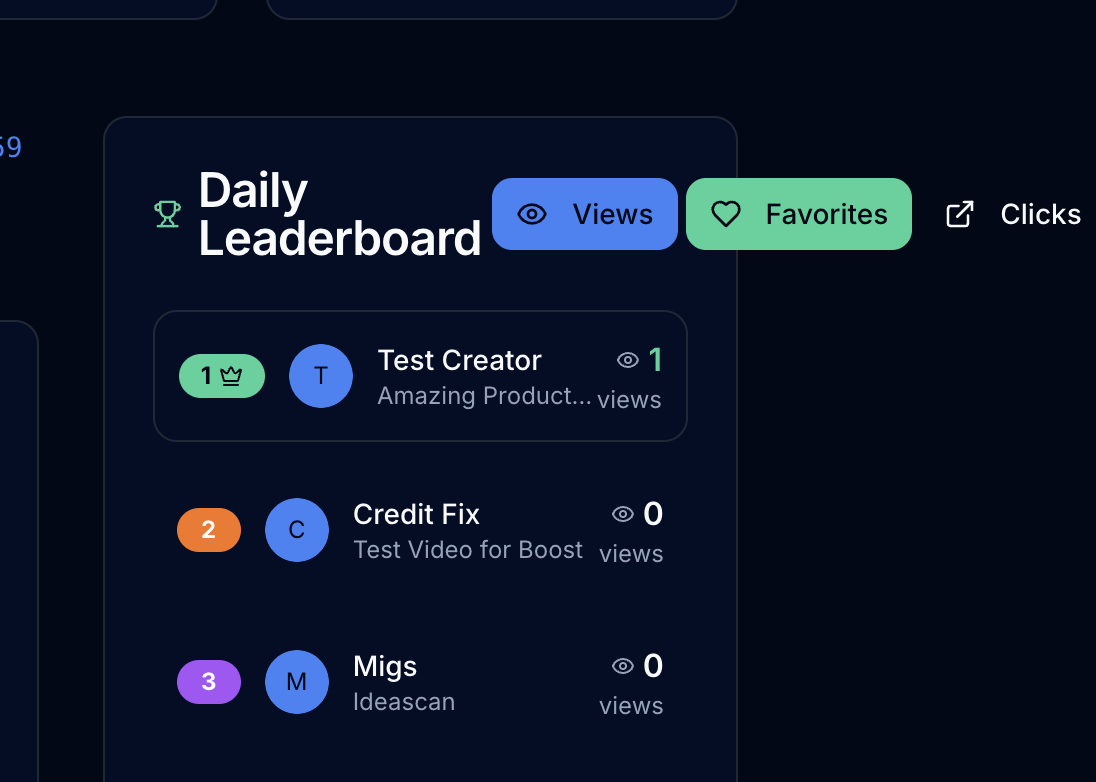 59
Daily
Leaderboard
Views
Favorites
Clicks
1
T
Test Creator
Amazing Product...
1
views
2
C
Credit Fix
Test Video for Boost
0
views
3
M
Migs
Ideascan
0
views